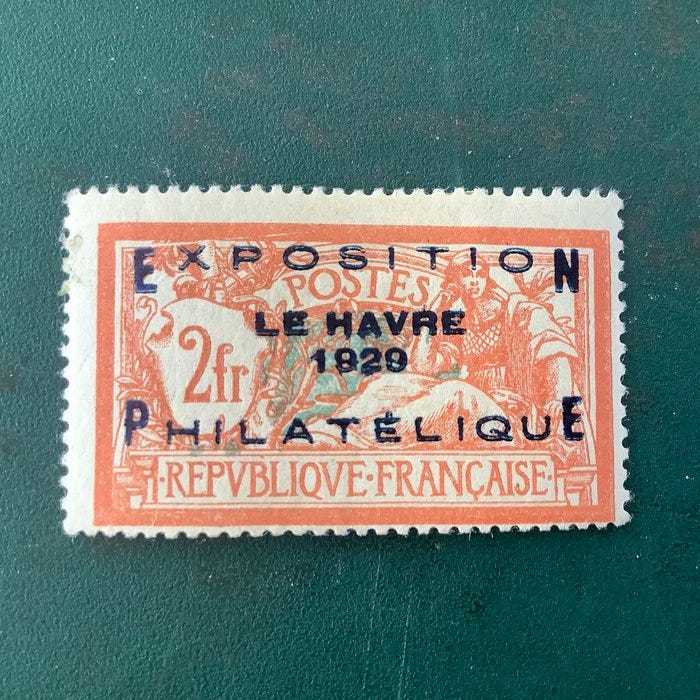 EXPOSITION
POSTES
LE HAVRE
2fr
1929
PHILATÉLIQUE
·REPVBLIQVE·FRANÇAISE·